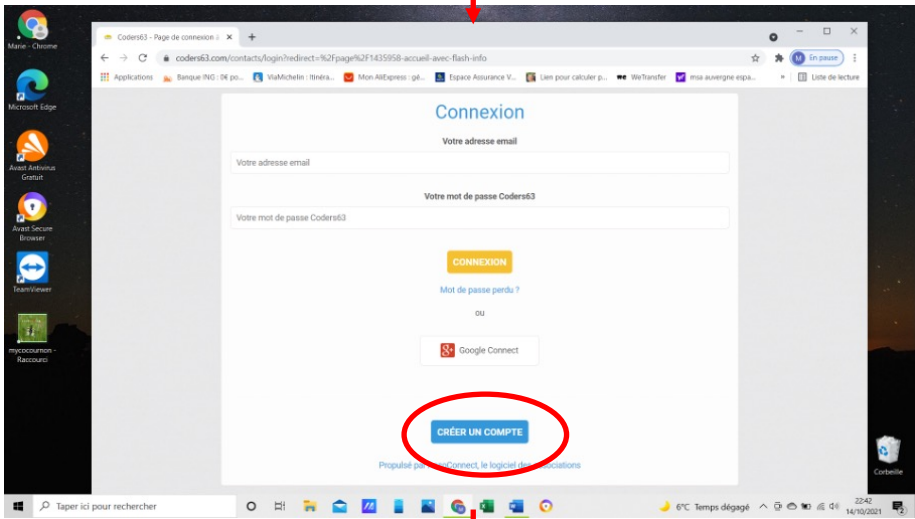 Marie - Chrome
Microsoft Edge
Avast Antivirus
Gratuit
Avast Secure
Browser
TeamViewer
mycocournon -
Raccourci
Corbeille
Coders63 - Page de connexion à
coders63.com/contacts/login?redirect=%2Fpage%2F1435958-accueil-avec-flash-info
M En pause
Applications
Banque ING : 0€ po...
ViaMichelin : Itinéra...
Mon AliExpress : gé...
Espace Assurance V...
Lien pour calculer p...
we WeTransfer
msa auvergne espa...
»
Liste de lecture
Connexion
Votre adresse email
Votre adresse email
Votre mot de passe Coders63
Votre mot de passe Coders63
CONNEXION
Mot de passe perdu ?
ou
Google Connect
CRÉER UN COMPTE
Propulsé par le logiciel des associations
Taper ici pour rechercher
6°C Temps dégagé
22:42
14/10/2021